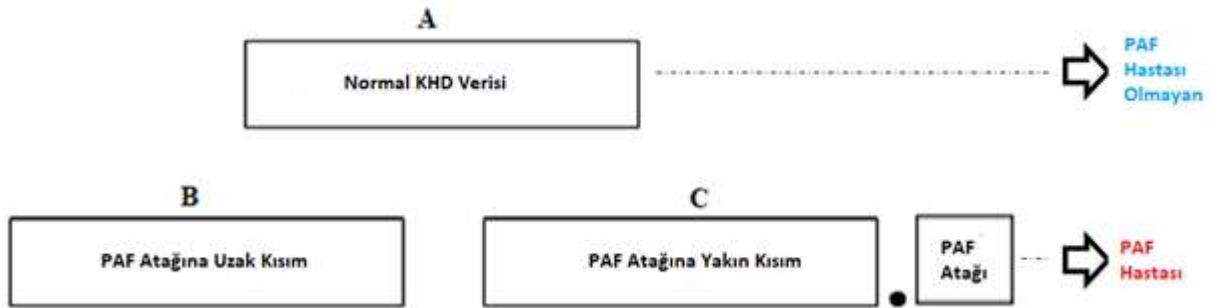 A
Normal KHD Verisi
PAF
Hastası
Olmayan
B
C
PAF Atağına Uzak Kısım
PAF Atağına Yakın Kısım
PAF
Atağı
PAF
Hastası